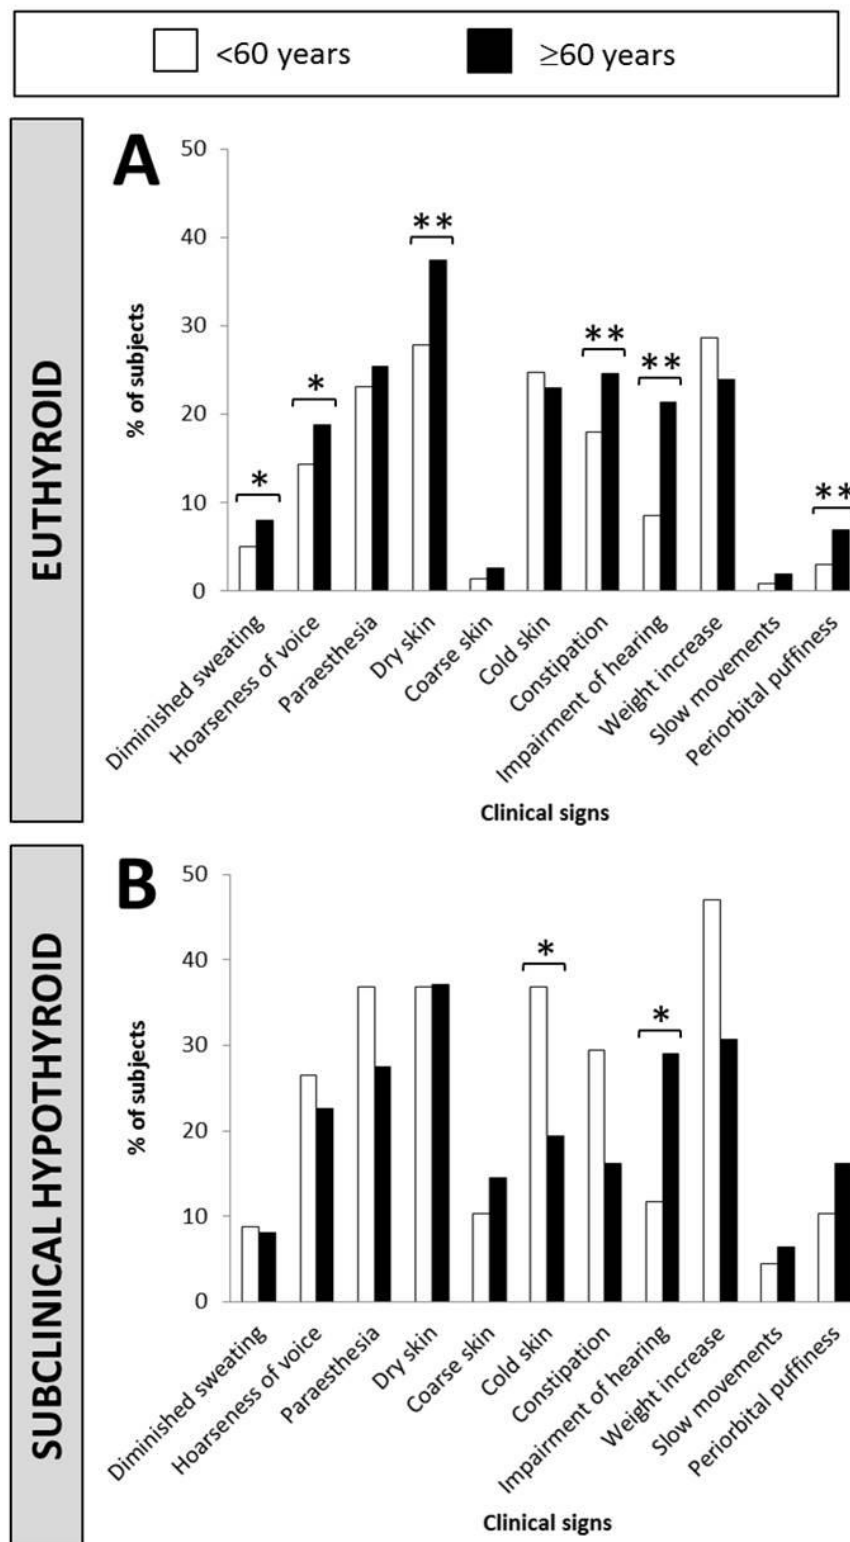 <60 years
≥60 years
EUTHYROID
A
% of subjects
50
40
30
20
10
0
*
*
**
**
**
**
Diminished sweating
Hoarseness of voice
Paraesthesia
Dry skin
Coarse skin
Cold skin
Constipation
Impairment of hearing
Weight increase
Slow movements
Periorbital puffiness
Clinical signs
SUBCLINICAL HYPOTHYROID
B
% of subjects
50
40
30
20
10
0
*
*
Diminished sweating
Hoarseness of voice
Paraesthesia
Dry skin
Coarse skin
Cold skin
Constipation
Impairment of hearing
Weight increase
Slow movements
Periorbital puffiness
Clinical signs